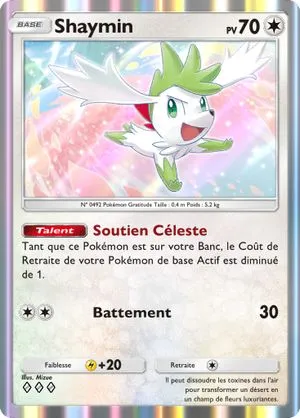 BASE Shaymin PV 70
N° 0492 Pokémon Gratitude Taille : 0,4 m Poids : 5,2 kg
Talent Soutien Céleste
Tant que ce Pokémon est sur votre Banc, le Coût de
Retraite de votre Pokémon de base Actif est diminué
de 1.
Battement 30
Illus. Mizue
Faiblesse +20 Retraite
Il peut dissoudre les toxines dans l'air
pour transformer un désert en
un champ de fleurs luxuriantes.